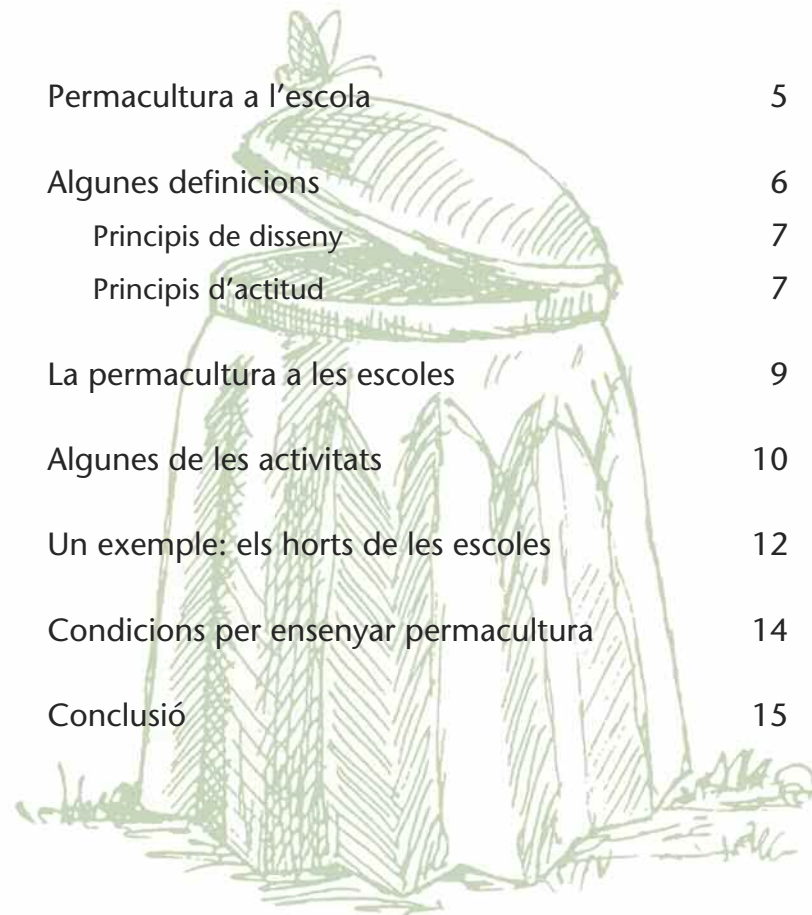 Permacultura a l’escola 5
Algunes definicions 6
Principis de disseny 7
Principis d’actitud 7
La permacultura a les escoles 9
Algunes de les activitats 10
Un exemple: els horts de les escoles 12
Condicions per ensenyar permacultura 14
Conclusió 15